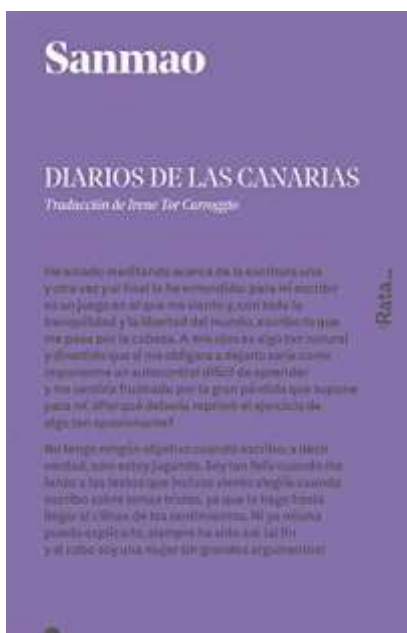 Sanmao
DIARIOS DE LAS CANARIAS
Traducción de Irene Tor Carroggio
He estado meditando acerca de la escritura una
y otra vez y al final lo he entendido: para mí escribir
es un juego en el que me siento y, con toda la
tranquilidad y la libertad del mundo, escribo lo que
me pasa por la cabeza. A mis ojos es algo tan natural
y divertido que si me obligara a dejarlo sería como
imponerme un autocontrol difícil de aprender
y me sentiría frustrada por la gran pérdida que supone
para mí. ¿Por qué debería reprimir el ejercicio de
algo tan apasionante?
No tengo ningún objetivo cuando escribo; a decir
verdad, solo estoy jugando. Soy tan feliz cuando me
lanzo a los textos que incluso siento alegría cuando
escribo sobre temas tristes, ya que lo hago hasta
llegar al clímax de los sentimientos. Ni yo misma
puedo explicarlo, siempre ha sido así: ¡al fin
y al cabo soy una mujer sin grandes argumentos!
Rata_